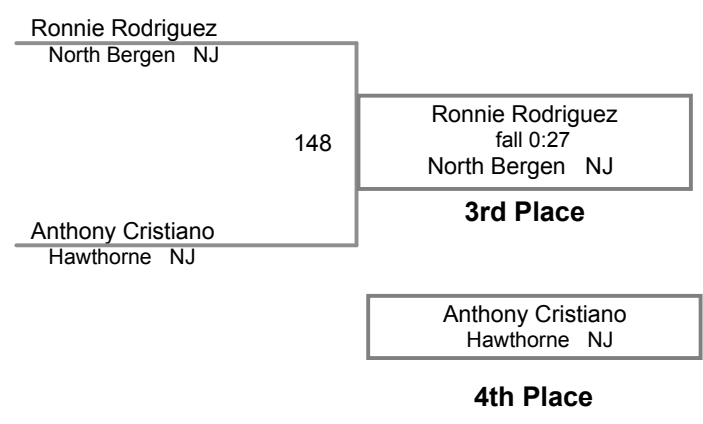 Ronnie Rodriguez
North Bergen NJ
148
Ronnie Rodriguez
fall 0:27
North Bergen NJ
3rd Place
Anthony Cristiano
Hawthorne NJ
Anthony Cristiano
Hawthorne NJ
4th Place